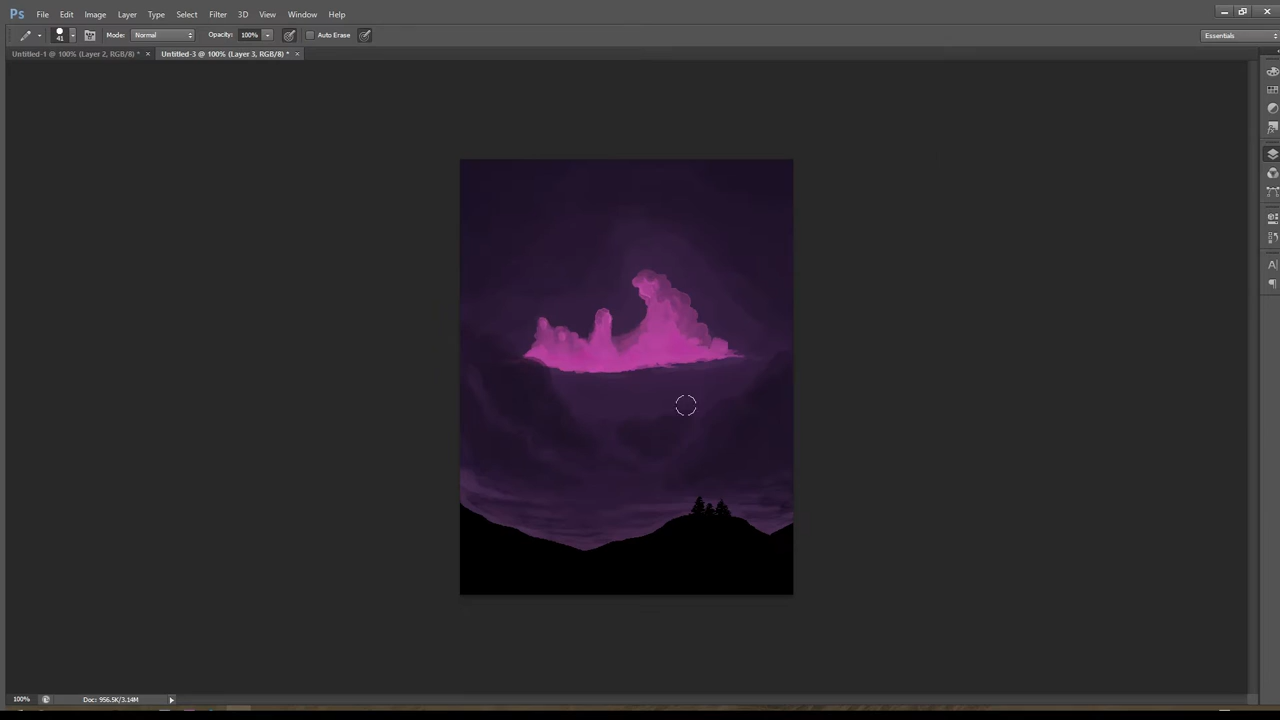 Ps File Edit Image Layer Type Select Filter 3D View Window Help
41 Mode: Normal Opacity: 100% Auto Erase Essentials
Untitled-1 @ 100% (Layer 2, RGB/8) * × Untitled-3 @ 100% (Layer 3, RGB/8) * ×
A
100% Doc: 956.5K/3.14M